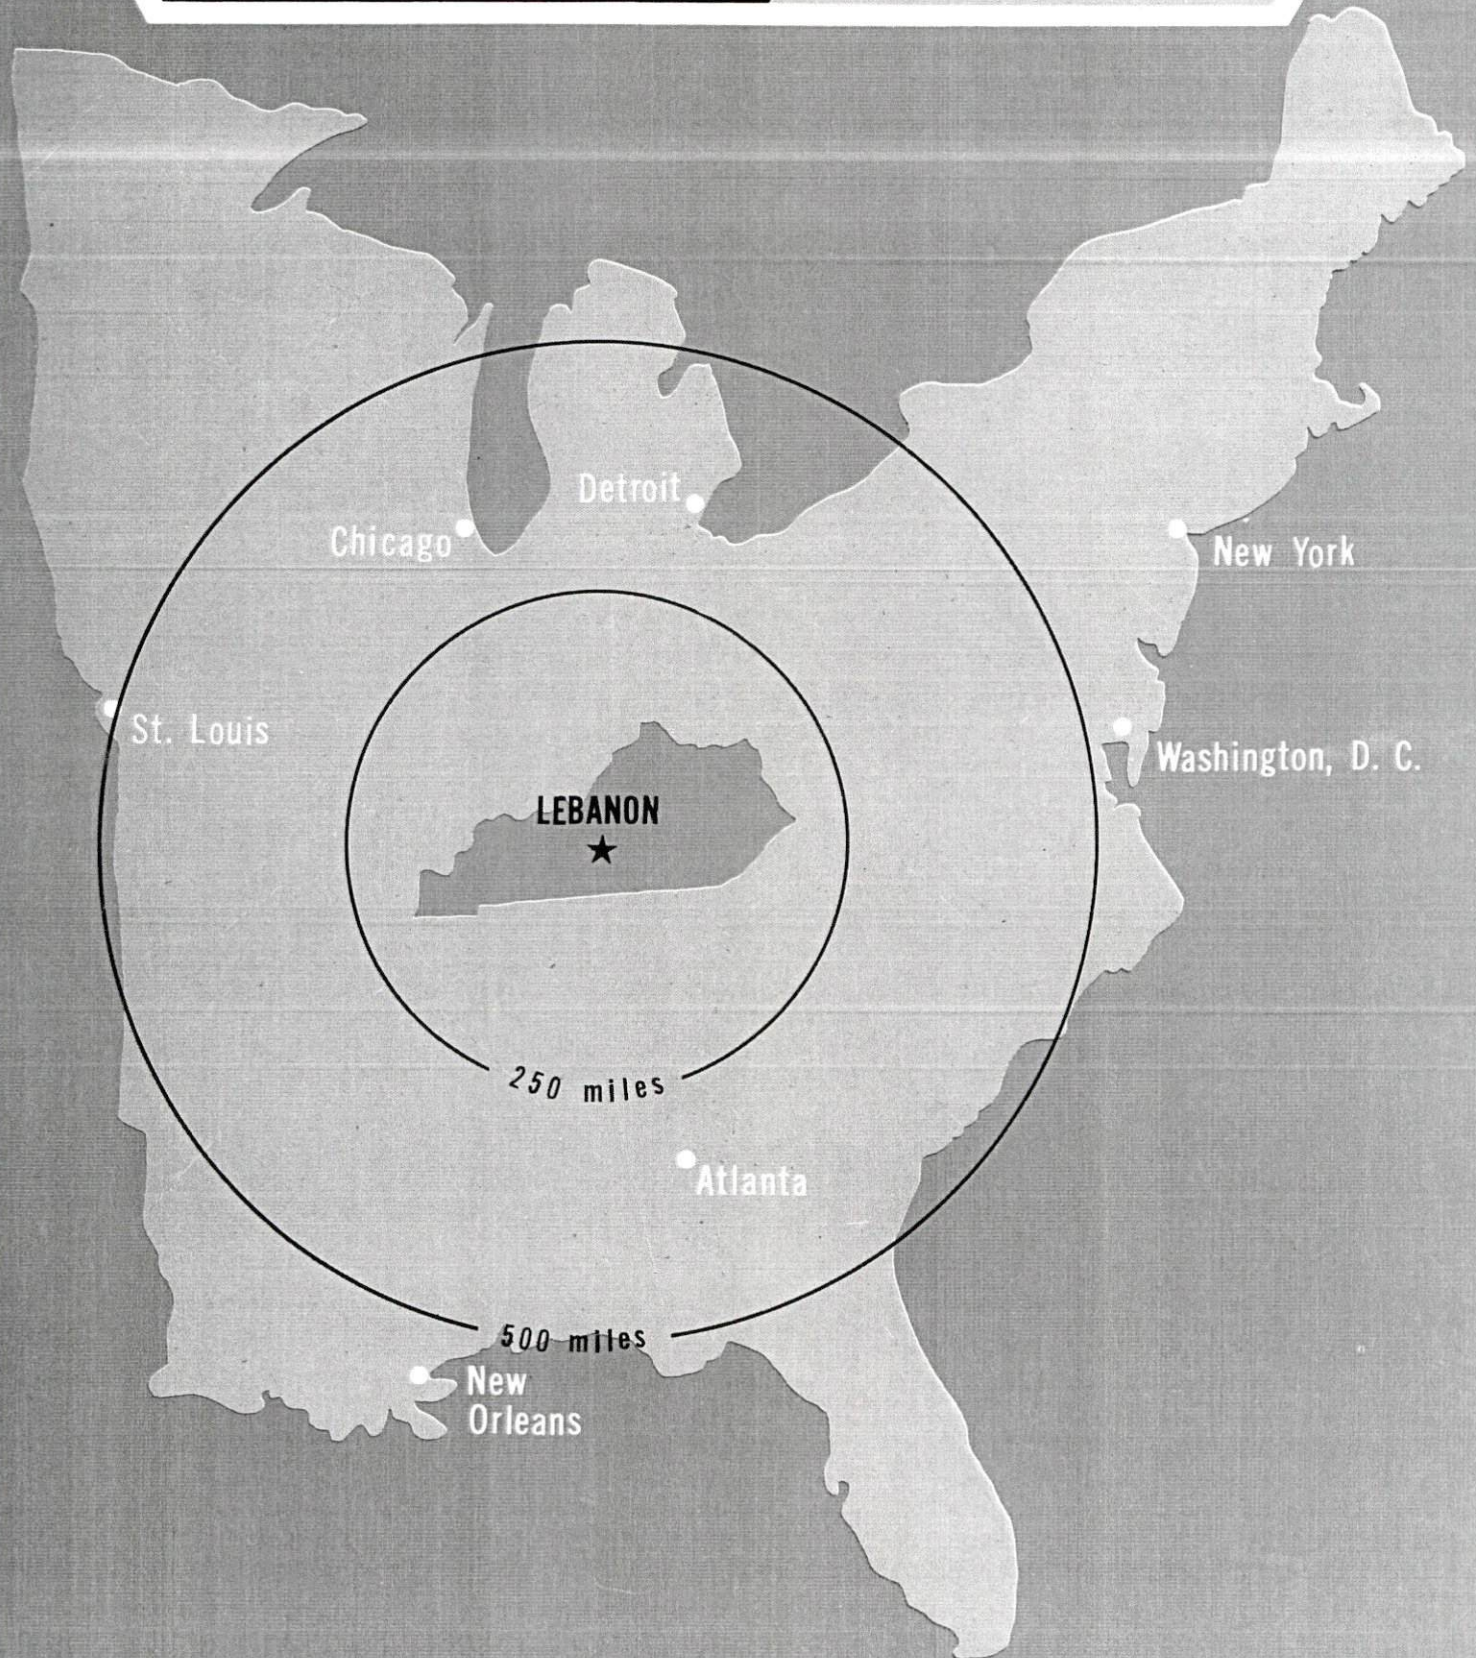 Detroit
Chicago
New York
St. Louis
Washington, D. C.
LEBANON
250 miles
Atlanta
500 miles
New
Orleans